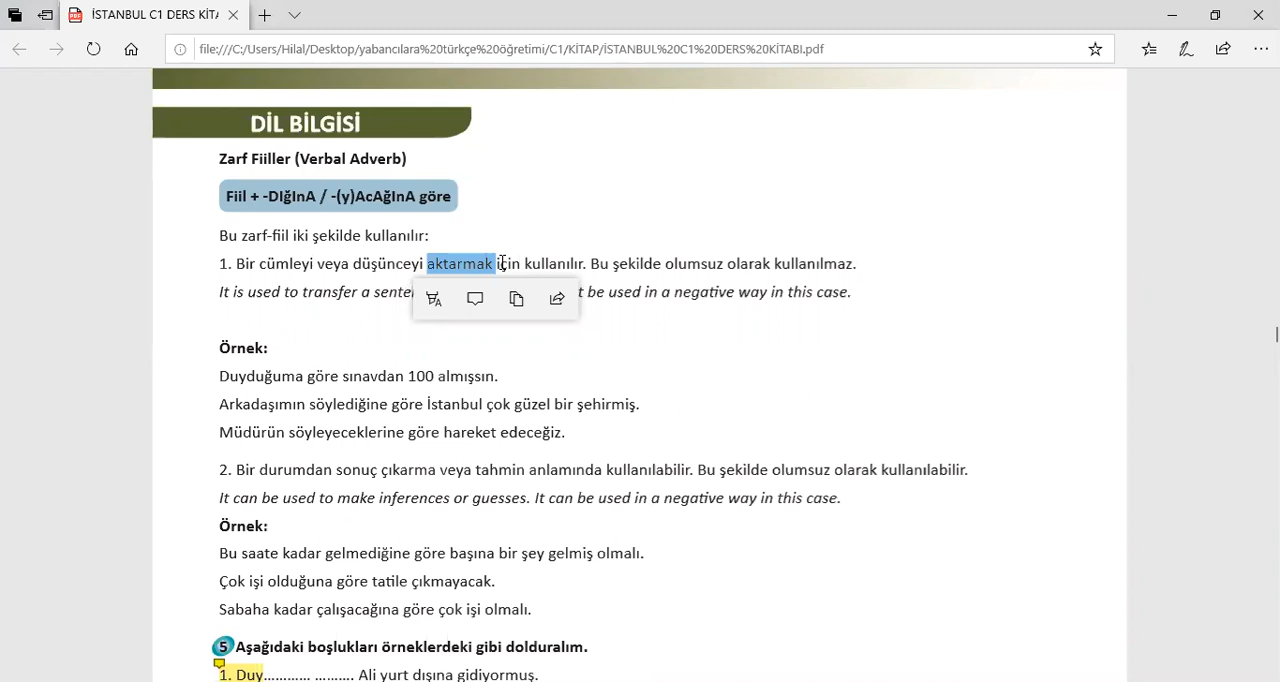 İSTANBUL C1 DERS KİTA
file:///C:/Users/Hilal/Desktop/yabancılara%20türkçe%20öğretimi/C1/KİTAP/İSTANBUL%20C1%20DERS%20KİTABI.pdf
DİL BİLGİSİ
Zarf Fiiller (Verbal Adverb)
Fiil + -DIğInA / -(y)AcAğInA göre
Bu zarf-fiil iki şekilde kullanılır:
1. Bir cümleyi veya düşünceyi aktarmak için kullanılır. Bu şekilde olumsuz olarak kullanılmaz.
It is used to transfer a sente t be used in a negative way in this case.
Örnek:
Duyduğuma göre sınavdan 100 almışsın.
Arkadaşımın söylediğine göre İstanbul çok güzel bir şehirmiş.
Müdürün söyleyeceklerine göre hareket edeceğiz.
2. Bir durumdan sonuç çıkarma veya tahmin anlamında kullanılabilir. Bu şekilde olumsuz olarak kullanılabilir.
It can be used to make inferences or guesses. It can be used in a negative way in this case.
Örnek:
Bu saate kadar gelmediğine göre başına bir şey gelmiş olmalı.
Çok işi olduğuna göre tatile çıkmayacak.
Sabaha kadar çalışacağına göre çok işi olmalı.
5 Aşağıdaki boşlukları örneklerdeki gibi dolduralım.
1. Duy............ .......... Ali yurt dışına gidiyormuş.